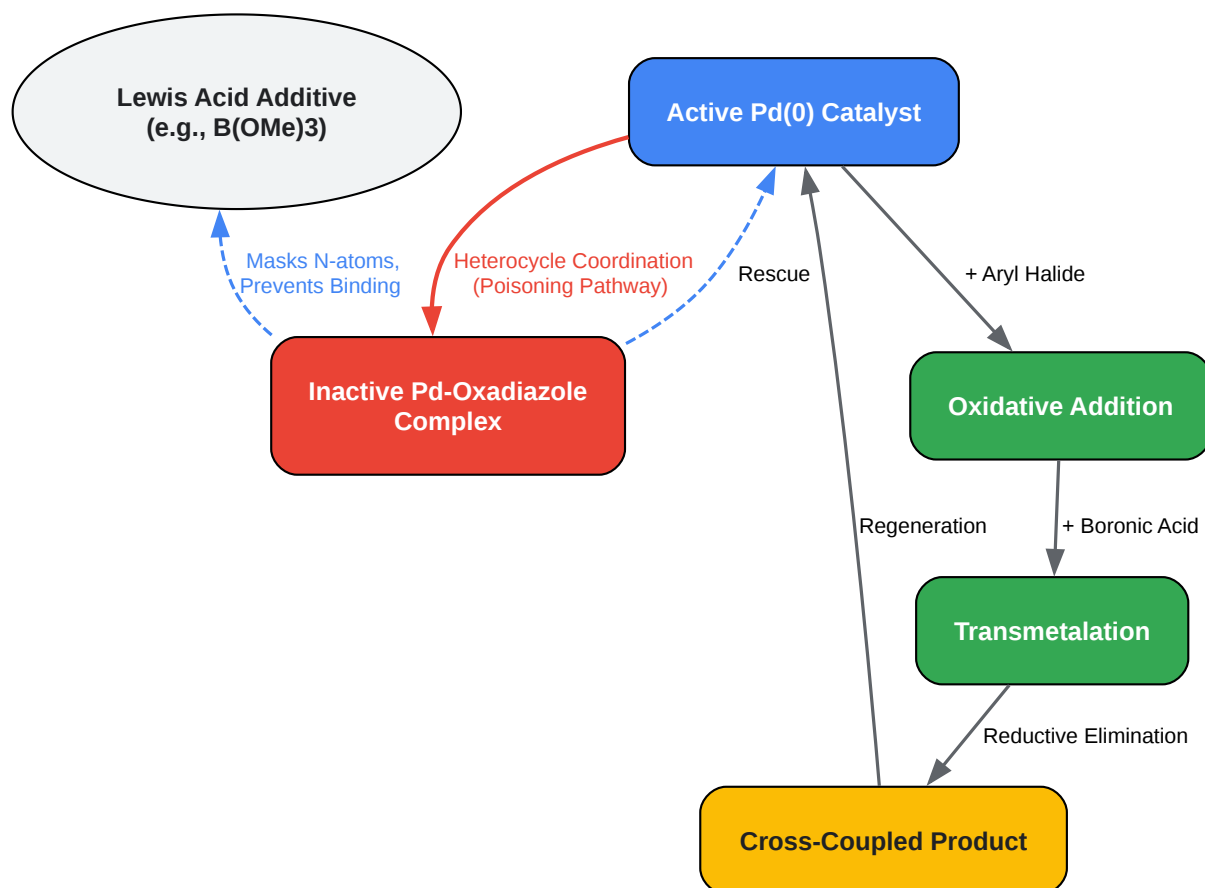 Lewis Acid Additive
(e.g., B(OMe)3)
Active Pd(0) Catalyst
Masks N-atoms,
Prevents Binding
Heterocycle Coordination
(Poisoning Pathway)
Rescue
+ Aryl Halide
Inactive Pd-Oxadiazole
Complex
Oxidative Addition
Regeneration
+ Boronic Acid
Transmetalation
Reductive Elimination
Cross-Coupled Product